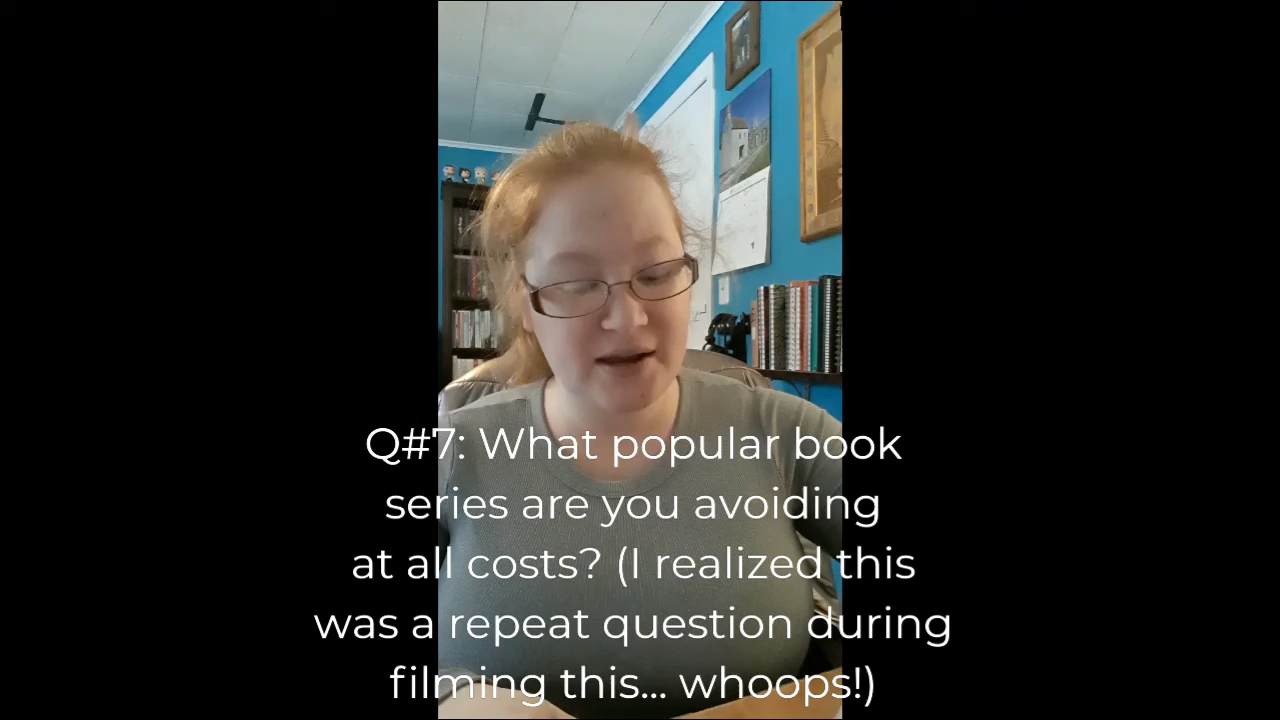 Q#7: What popular book
series are you avoiding
at all costs? (I realized this
was a repeat question during
filming this... whoops!)